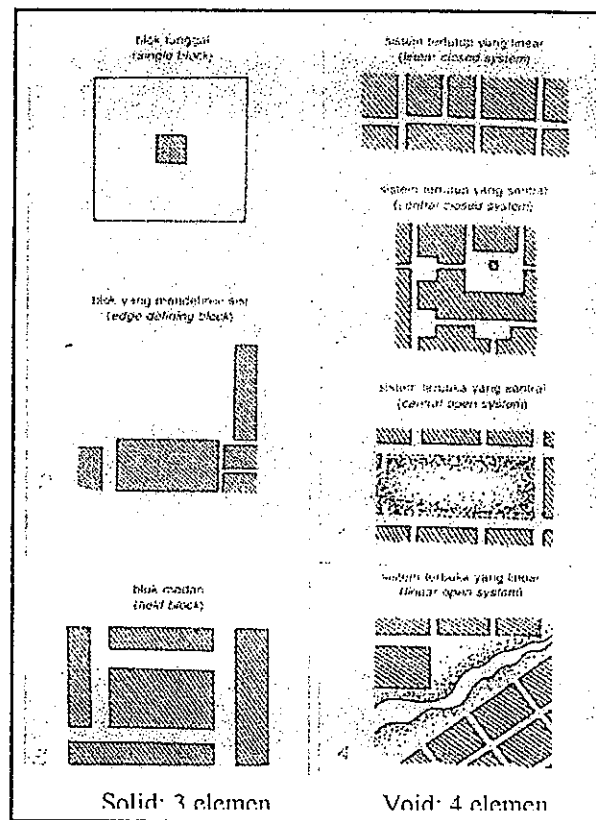 blok tunggal
(single block)
blok yang mendefinisi sisi
(edge defining block)
blok medan
(field block)
Solid: 3 elemen
sistem tertutup yang linear
(linear closed system)
sistem tertutup yang sentral
(central closed system)
sistem terbuka yang sentral
(central open system)
sistem terbuka yang linear
(linear open system)
4
Void: 4 elemen